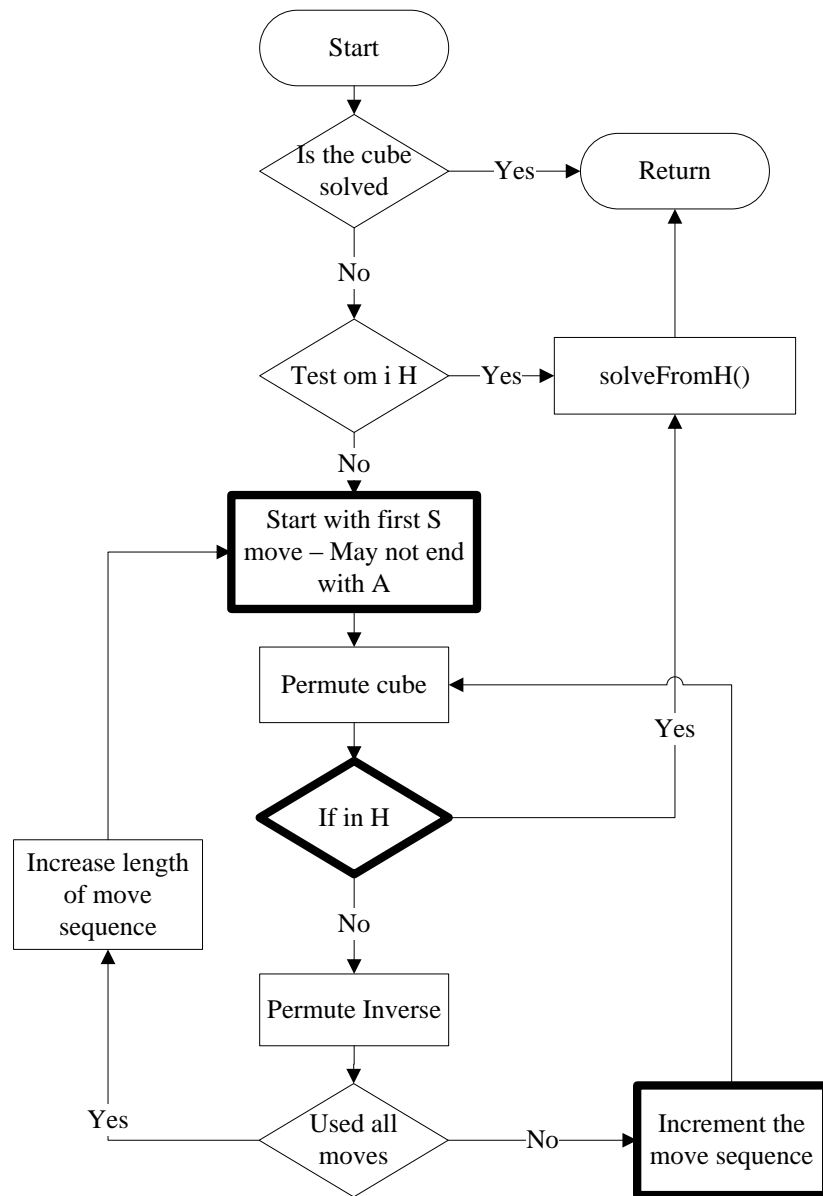 Start
Is the cube
solved
Yes
Return
No
Test om i H
Yes
solveFromH()
No
Start with first S
move – May not end
with A
Permute cube
Yes
If in H
Increase length
of move
sequence
No
Permute Inverse
Yes
Used all
moves
No
Increment the
move sequence